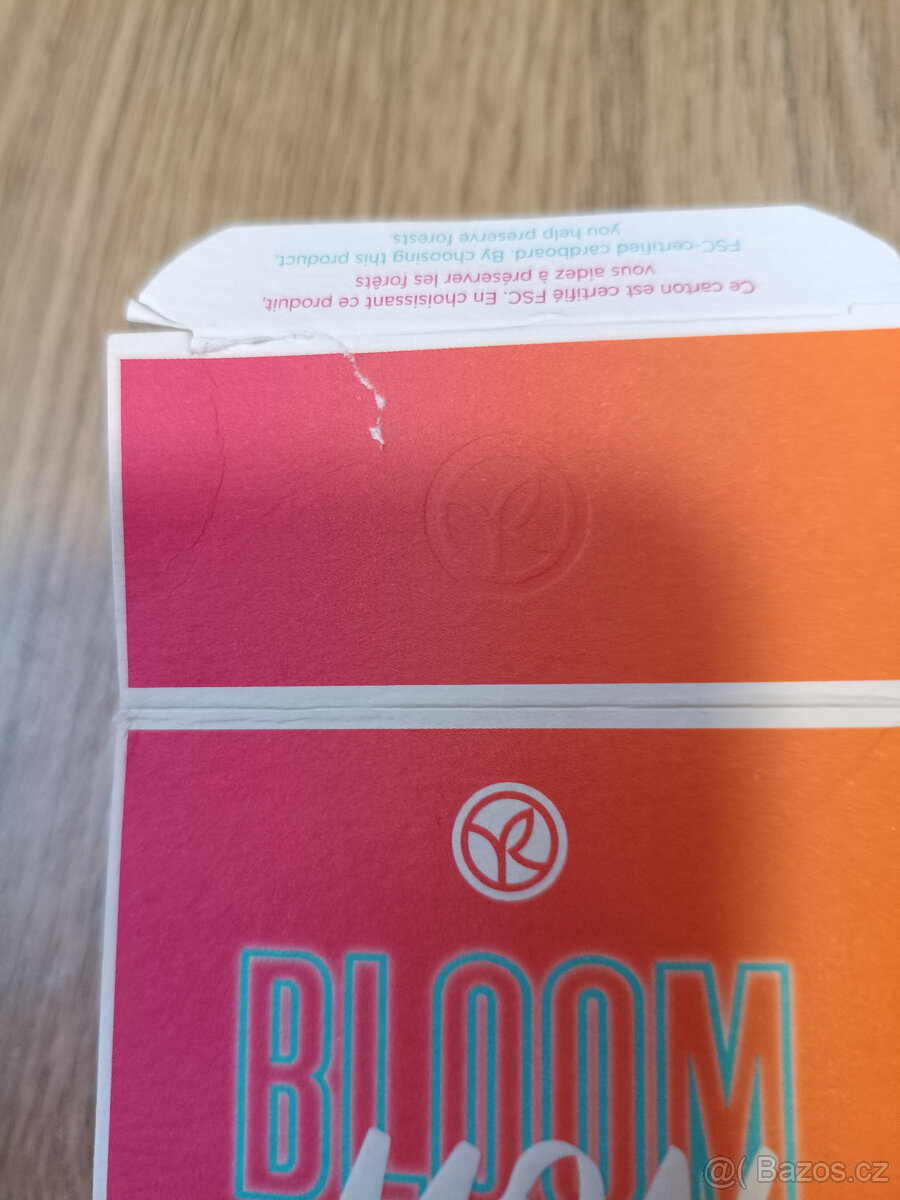 Ce carton est certifié FSC. En choisissant ce produit,
vous aidez à préserver les forêts
FSC-certified cardboard. By choosing this product,
you help preserve forests.
YR
BLOOM
@( Bazos.cz